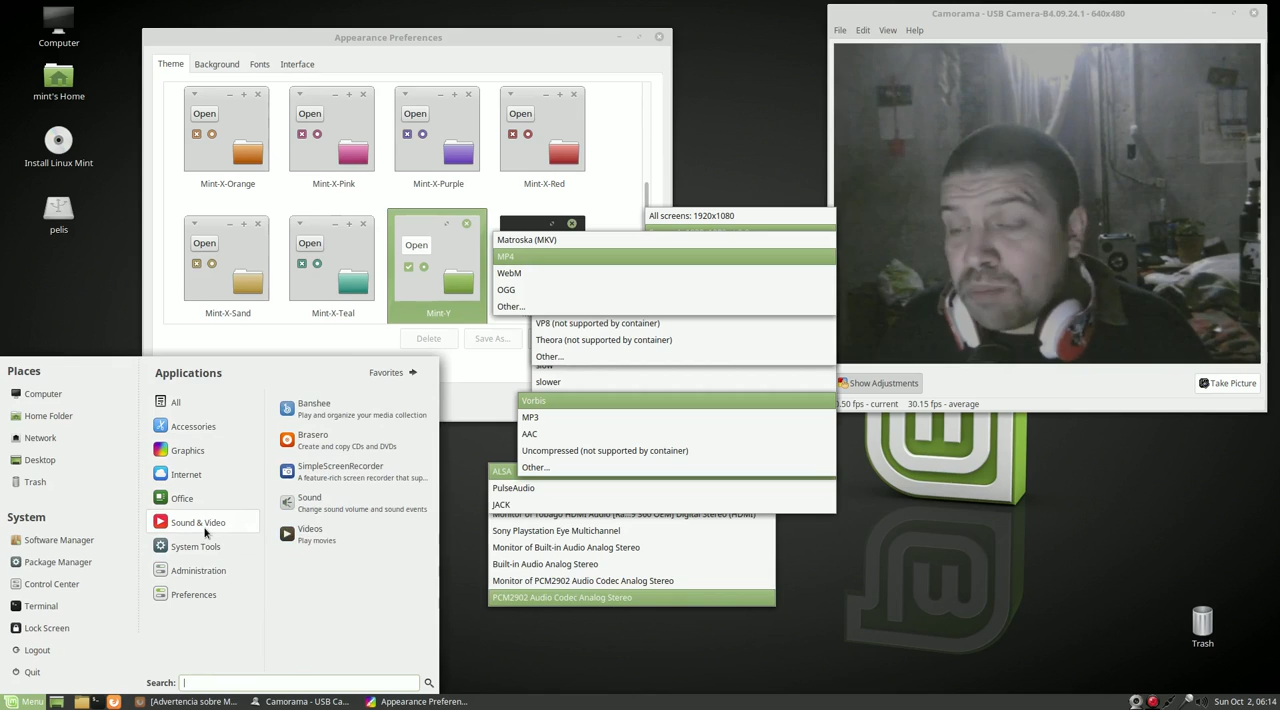 Computer
mint's Home
Install Linux Mint
pelis
Appearance Preferences
Theme
Background
Fonts
Interface
Open
Open
Open
Open
Mint-X-Orange
Mint-X-Pink
Mint-X-Purple
Mint-X-Red
Open
Open
Open
Mint-X-Sand
Mint-X-Teal
Mint-Y
Delete
Save As...
All screens: 1920x1080
Matroska (MKV)
MP4
WebM
OGG
Other...
VP8 (not supported by container)
Theora (not supported by container)
Other...
slow
slower
Vorbis
MP3
AAC
Uncompressed (not supported by container)
Other...
ALSA
PulseAudio
JACK
Sony Playstation Eye Multichannel
Monitor of Built-in Audio Analog Stereo
Built-in Audio Analog Stereo
Monitor of PCM2902 Audio Codec Analog Stereo
PCM2902 Audio Codec Analog Stereo
Camorama - USB Camera-B4.09.24.1 - 640x480
File
Edit
View
Help
Show Adjustments
Take Picture
.50 fps - current
30.15 fps - average
Places
Computer
Home Folder
Network
Desktop
Trash
System
Software Manager
Package Manager
Control Center
Terminal
Lock Screen
Logout
Quit
Applications
Favorites
All
Accessories
Graphics
Internet
Office
Sound & Video
System Tools
Administration
Preferences
Banshee
Play and organize your media collection
Brasero
Create and copy CDs and DVDs
SimpleScreenRecorder
A feature-rich screen recorder that sup...
Sound
Change sound volume and sound events
Videos
Play movies
Search:
Trash
Menu
[Advertencia sobre M...
Camorama - USB Ca...
Appearance Preferen...
Sun Oct 2, 06:14